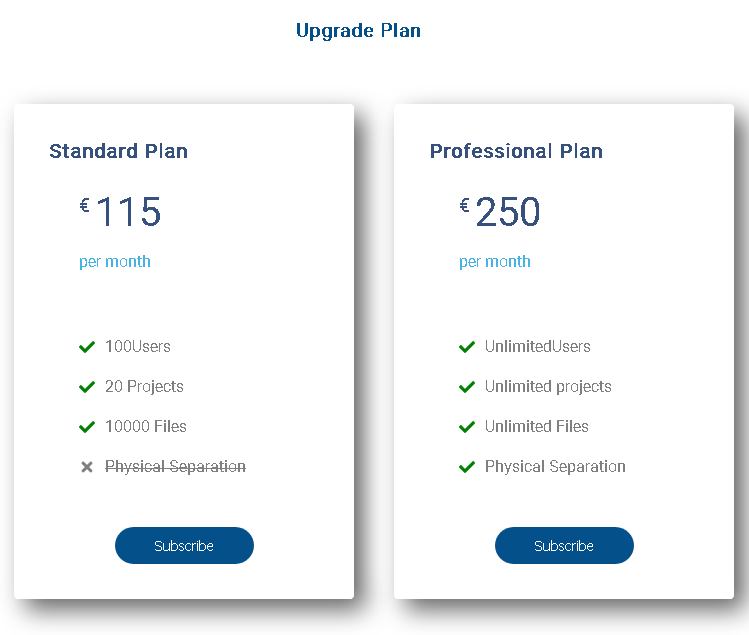 Upgrade Plan
Standard Plan
€115
per month
100Users
20 Projects
10000 Files
Physical Separation
Subscribe
Professional Plan
€250
per month
UnlimitedUsers
Unlimited projects
Unlimited Files
Physical Separation
Subscribe